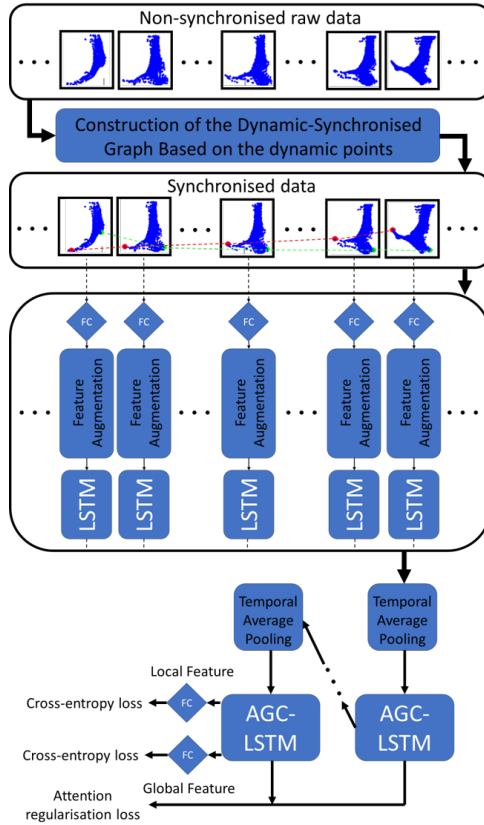 Non-synchronised raw data
Construction of the Dynamic-Synchronised
Graph Based on the dynamic points
Synchronised data
FC
FC
FC
FC
FC
Feature
Augmentation
Feature
Augmentation
Feature
Augmentation
Feature
Augmentation
Feature
Augmentation
LSTM
LSTM
LSTM
LSTM
LSTM
Temporal
Average
Pooling
Temporal
Average
Pooling
Local Feature
Cross-entropy loss
FC
AGC-
LSTM
AGC-
LSTM
Cross-entropy loss
FC
Global Feature
Attention
regularisation loss